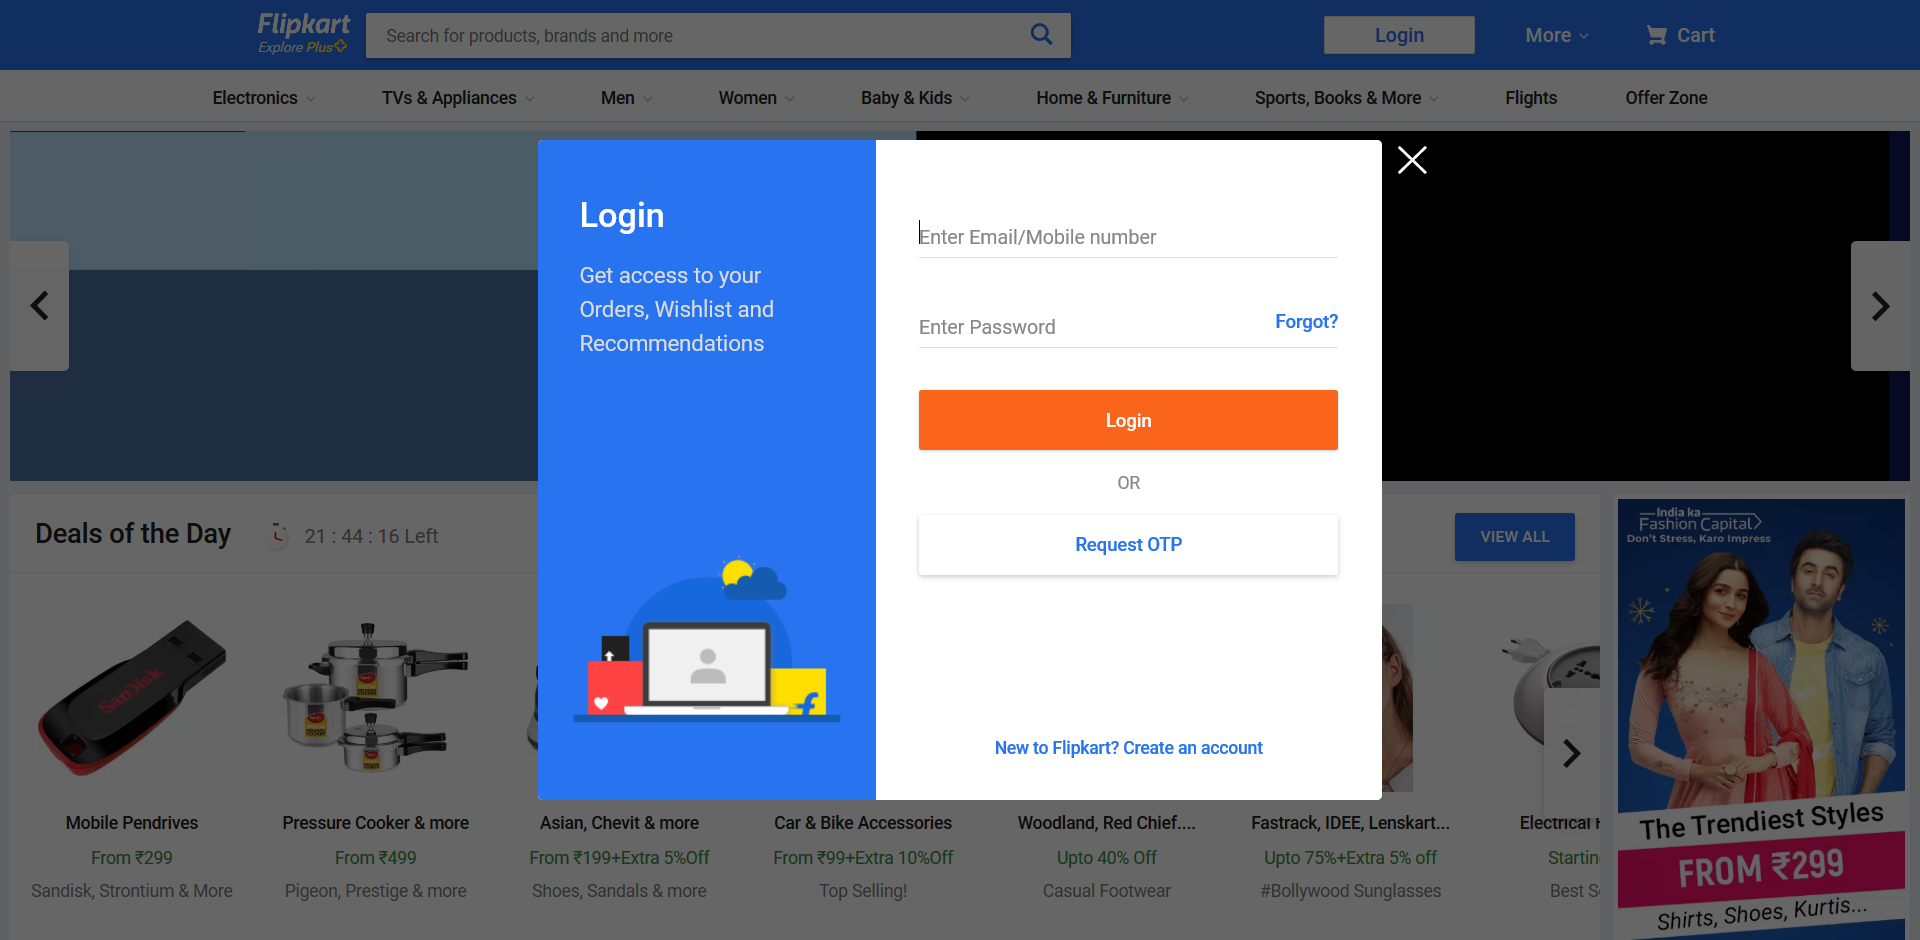 Flipkart
Explore Plus
Search for products, brands and more
Login
More
Cart
Electronics
TVs & Appliances
Men
Women
Baby & Kids
Home & Furniture
Sports, Books & More
Flights
Offer Zone
Login
Get access to your
Orders, Wishlist and
Recommendations
Enter Email/Mobile number
Enter Password
Forgot?
Login
OR
Request OTP
New to Flipkart? Create an account
Deals of the Day
21 : 44 : 16 Left
VIEW ALL
SanDisk
Mobile Pendrives
From ₹299
Sandisk, Strontium & More
Pressure Cooker & more
From ₹499
Pigeon, Prestige & more
Asian, Chevit & more
From ₹199+Extra 5%Off
Shoes, Sandals & more
Car & Bike Accessories
From ₹99+Extra 10%Off
Top Selling!
Woodland, Red Chief....
Upto 40% Off
Casual Footwear
Fastrack, IDEE, Lenskart...
Upto 75%+Extra 5% off
#Bollywood Sunglasses
Electrical
Startin
Best S
India ka
Fashion Capital
Don't Stress, Karo Impress
The Trendiest Styles
FROM ₹299
Shirts, Shoes, Kurtis...